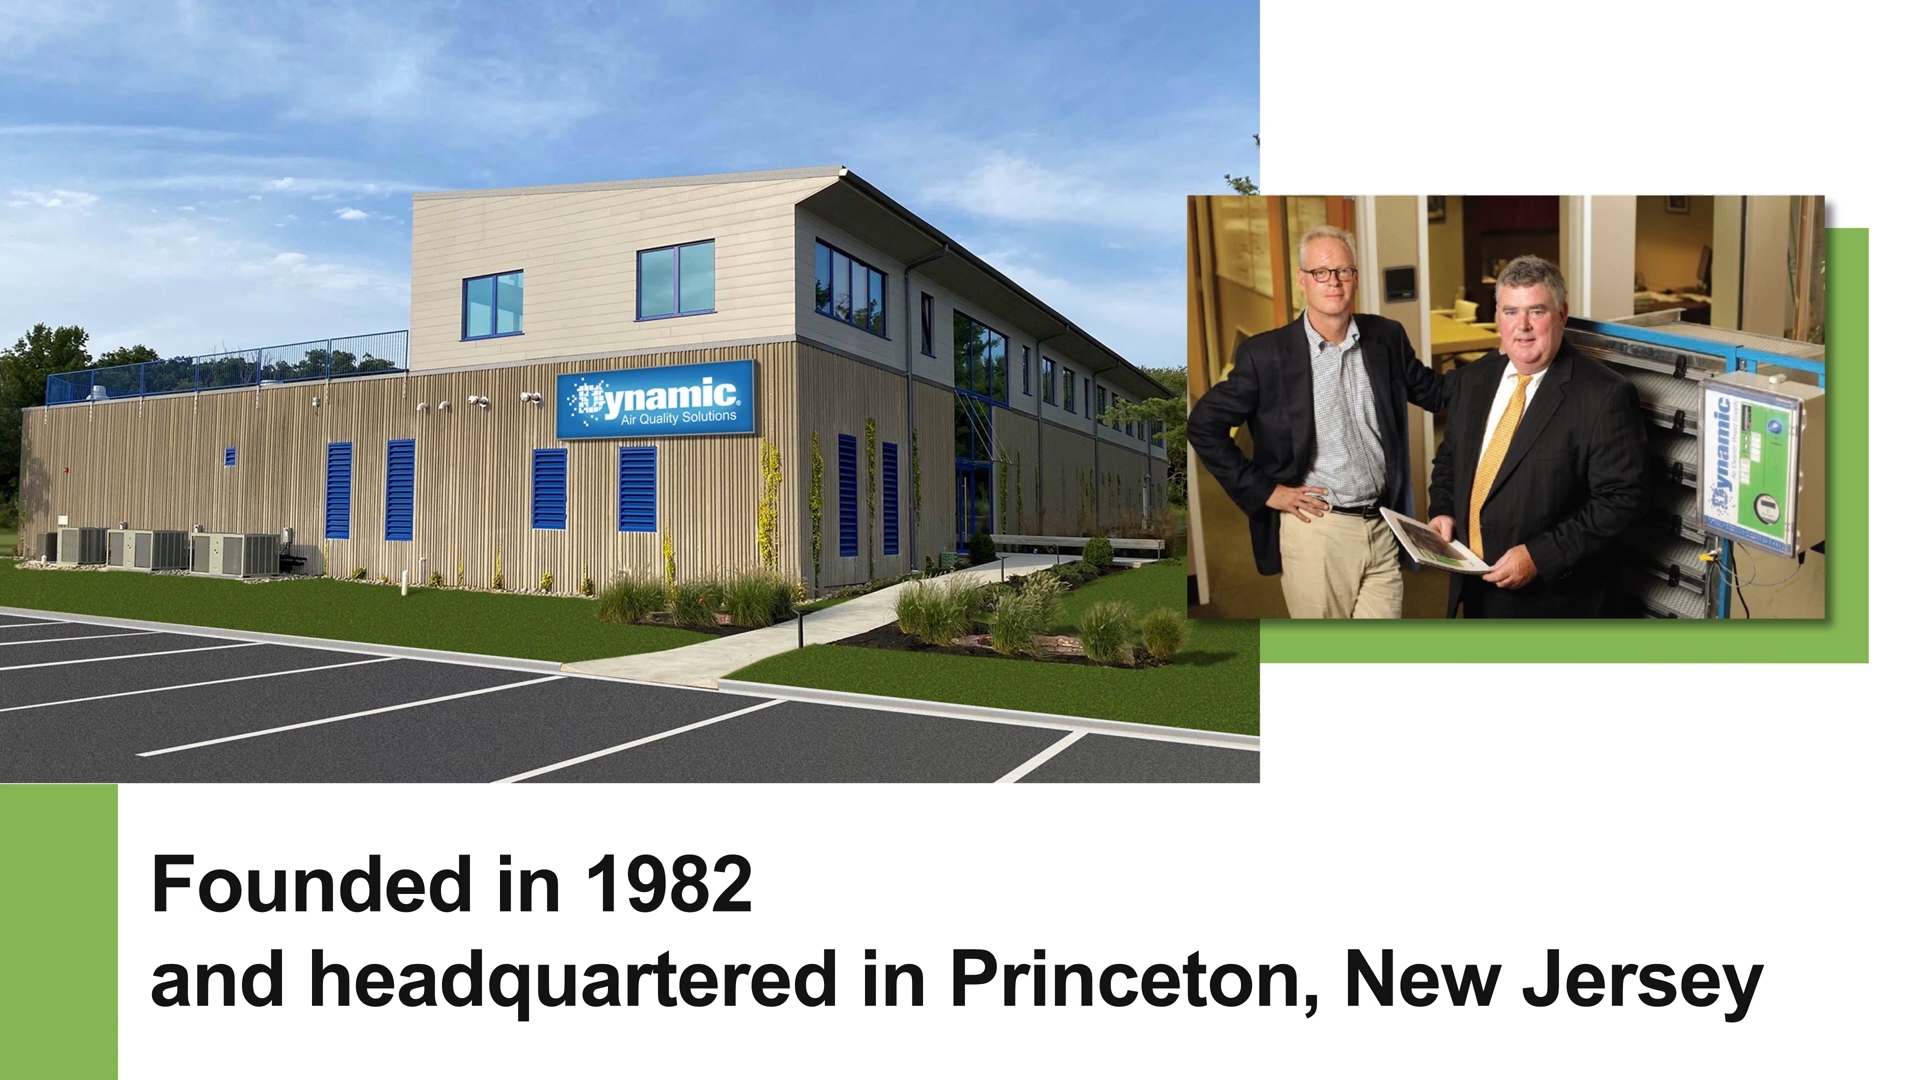 Dynamic®
Air Quality Solutions
Dynamic
Founded in 1982
and headquartered in Princeton, New Jersey